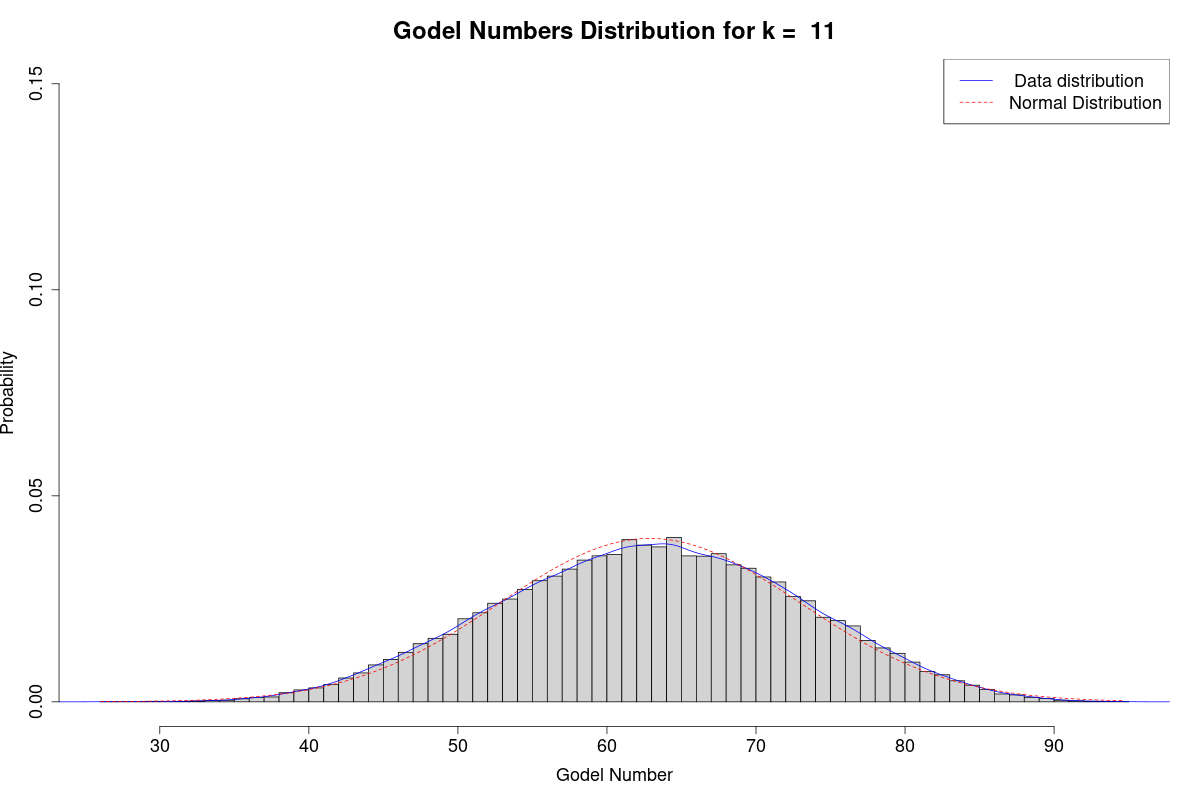 Godel Numbers Distribution for k =  11
Data distribution
Normal Distribution
0.15
0.10
0.05
0.00
Probability
30 40 50 60 70 80 90
Godel Number